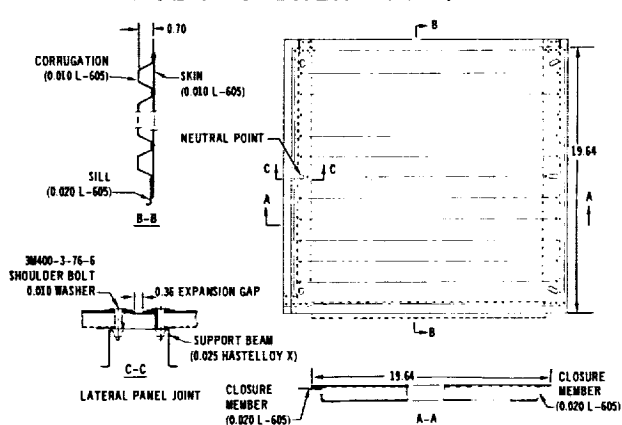 0.70
CORRUGATION
(0.010 L-605)
SKIN
(0.010 L-605)
SILL
(0.020 L-605)
B-B
B
NEUTRAL POINT
C
C
A
A
19.64
B
3M400-3-76-6
SHOULDER BOLT
0.010 WASHER
0.36 EXPANSION GAP
SUPPORT BEAM
(0.025 HASTELLOY X)
C-C
LATERAL PANEL JOINT
19.64
CLOSURE
MEMBER
(0.020 L-605)
CLOSURE
MEMBER
(0.020 L-605)
A-A